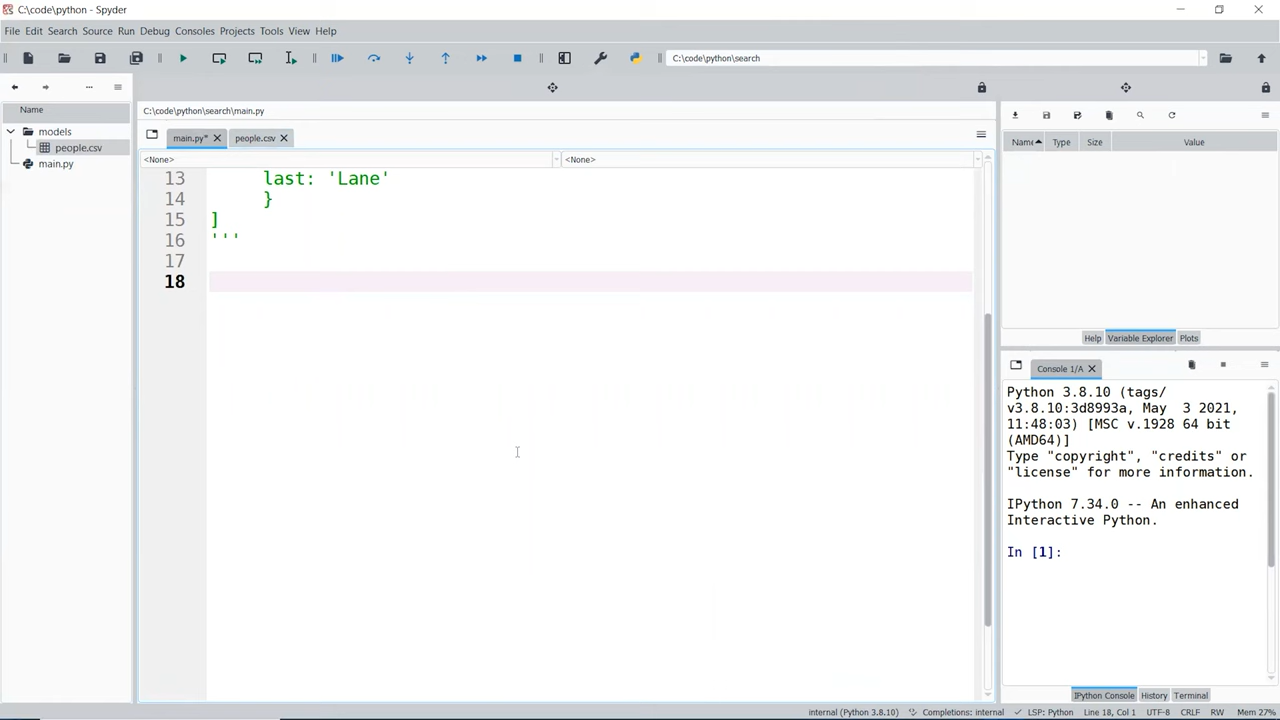 C:\code\python - Spyder
File Edit Search Source Run Debug Consoles Projects Tools View Help
C:\code\python\search
Name
models
people.csv
main.py
C:\code\python\search\main.py
main.py* people.csv
<None> <None>
13 last: 'Lane'
14 }
15 ]
16 '''
17
18
Name Type Size Value
Help Variable Explorer Plots
Console 1/A
Python 3.8.10 (tags/
v3.8.10:3d8993a, May 3 2021,
11:48:03) [MSC v.1928 64 bit
(AMD64)]
Type "copyright", "credits" or
"license" for more information.
IPython 7.34.0 -- An enhanced
Interactive Python.
In [1]:
IPython Console History Terminal
internal (Python 3.8.10) Completions: internal LSP: Python Line 18, Col 1 UTF-8 CRLF RW Mem 27%